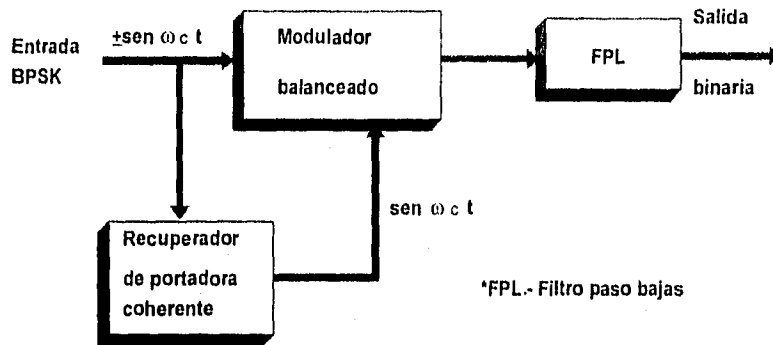 Entrada
BPSK
±sen ω c t
Modulador
balanceado
FPL
Salida
binaria
sen ω c t
Recuperador
de portadora
coherente
*FPL.- Filtro paso bajas